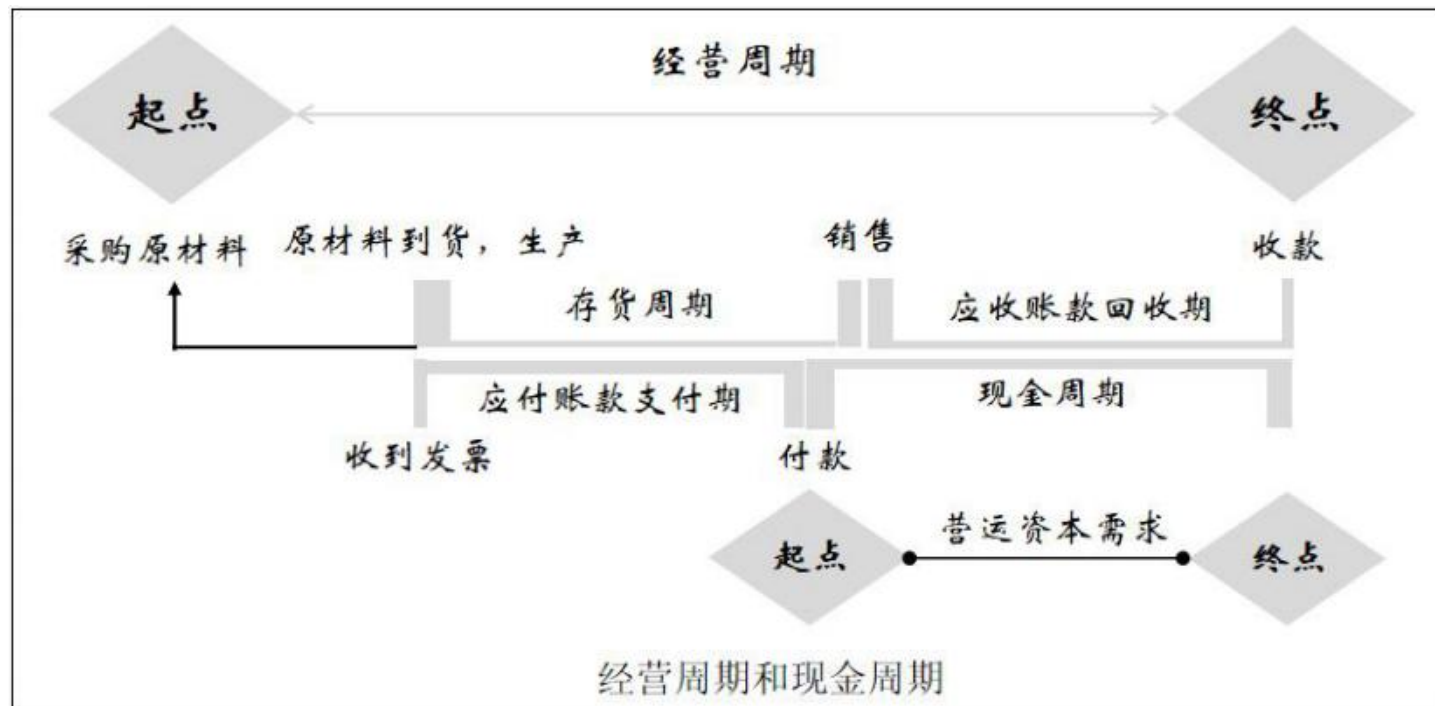 经营周期
起点
终点
采购原材料
原材料到货，生产
销售
收款
存货周期
应收账款回收期
应付账款支付期
现金周期
收到发票
付款
起点
营运资本需求
终点
经营周期和现金周期